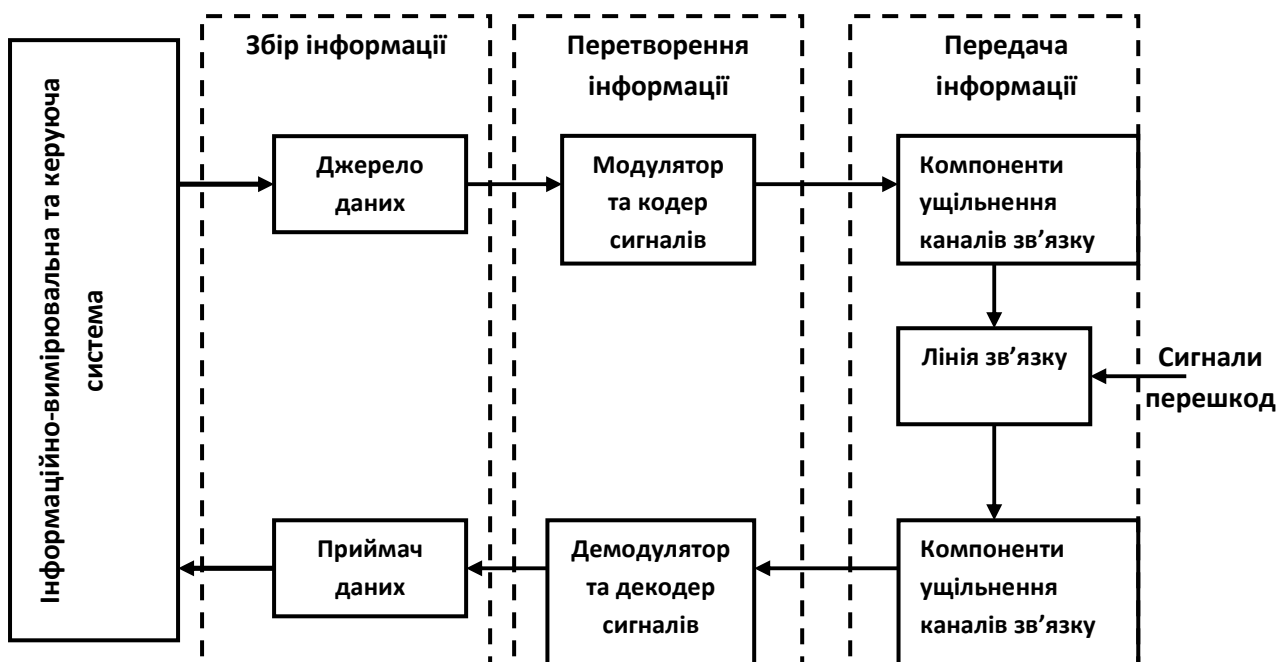 Інформаційно-вимірювальна та керуюча
система
Збір інформації
Перетворення
інформації
Передача
інформації
Джерело
даних
Модулятор
та кодер
сигналів
Компоненти
ущільнення
каналів зв’язку
Лінія зв’язку
Сигнали
перешкод
Приймач
даних
Демодулятор
та декодер
сигналів
Компоненти
ущільнення
каналів зв’язку